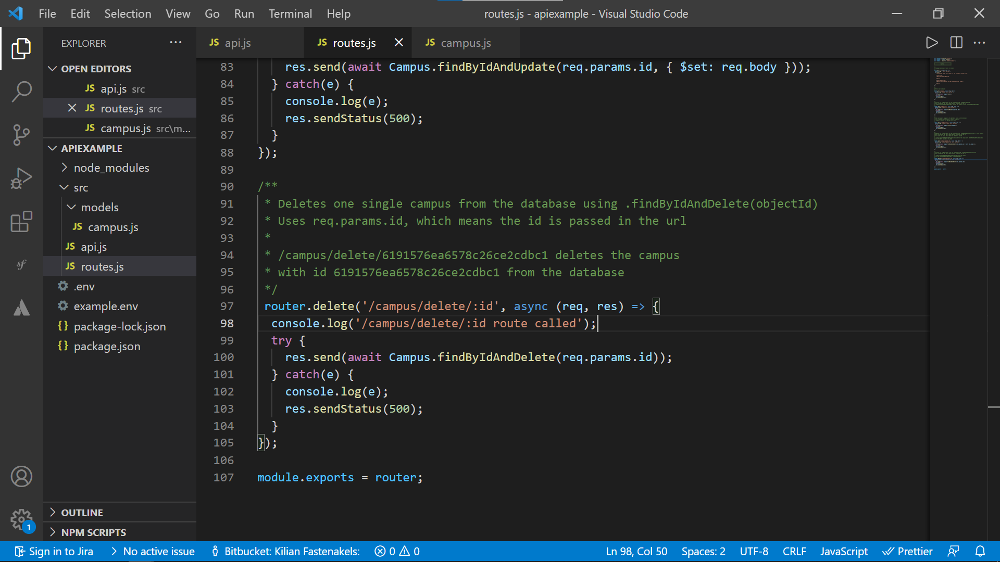 File Edit Selection View Go Run Terminal Help
routes.js - apiexample - Visual Studio Code
EXPLORER
OPEN EDITORS
JS api.js src
JS routes.js src
JS campus.js src\m...
APIEXAMPLE
node_modules
src
models
JS campus.js
JS api.js
JS routes.js
.env
example.env
{} package-lock.json
{} package.json
OUTLINE
NPM SCRIPTS
1
JS api.js
JS routes.js
JS campus.js
83 res.send(await Campus.findByIdAndUpdate(req.params.id, { $set: req.body }));
84 } catch(e) {
85 console.log(e);
86 res.sendStatus(500);
87 }
88 });
89
90 /**
91 * Deletes one single campus from the database using .findByIdAndDelete(objectId)
92 * Uses req.params.id, which means the id is passed in the url
93 *
94 * /campus/delete/6191576ea6578c26ce2cdbc1 deletes the campus
95 * with id 6191576ea6578c26ce2cdbc1 from the database
96 */
97 router.delete('/campus/delete/:id', async (req, res) => {
98 console.log('/campus/delete/:id route called');
99 try {
100 res.send(await Campus.findByIdAndDelete(req.params.id));
101 } catch(e) {
102 console.log(e);
103 res.sendStatus(500);
104 }
105 });
106
107 module.exports = router;
Sign in to Jira
No active issue
Bitbucket: Kilian Fastenakels:
0 0
Ln 98, Col 50
Spaces: 2
UTF-8
CRLF
JavaScript
Prettier